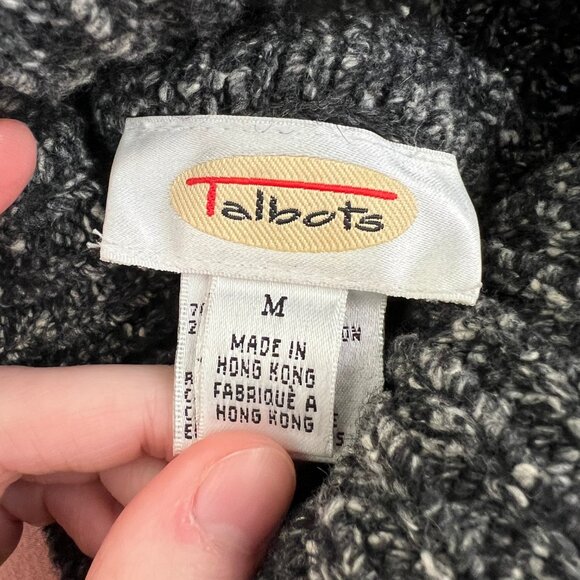 Talbots
M
MADE IN
HONG KONG
FABRIQUÉ À
HONG KONG